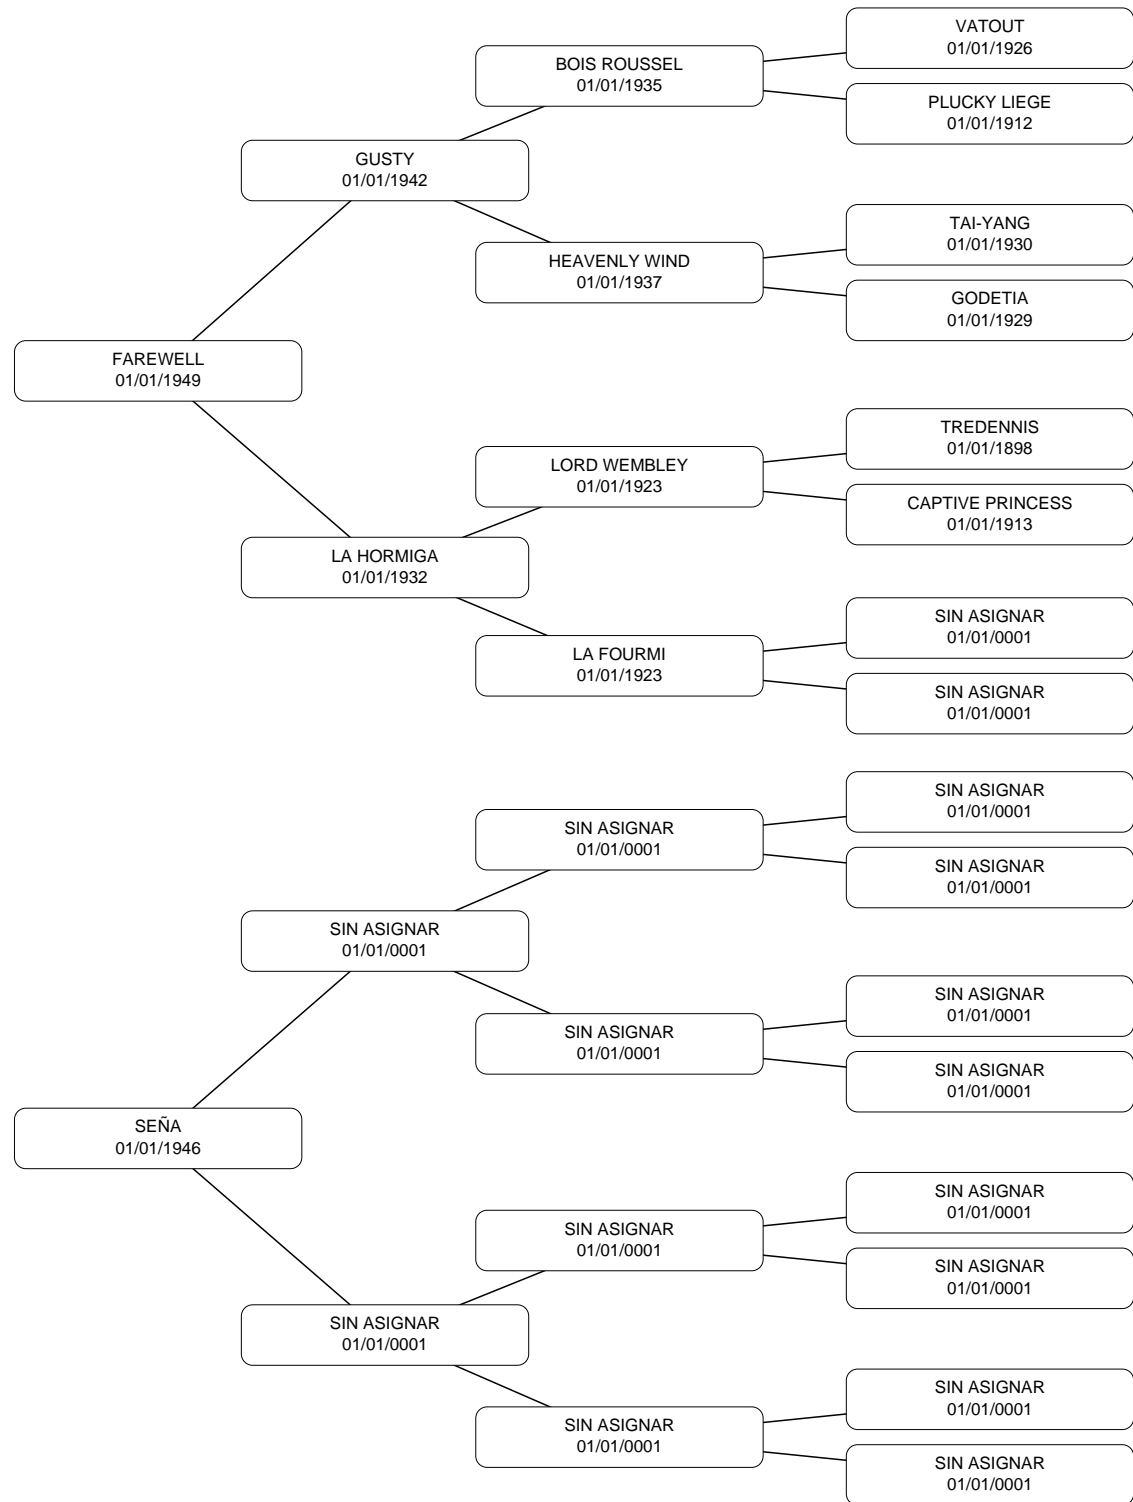 VATOUT
01/01/1926
BOIS ROUSSEL
01/01/1935
PLUCKY LIEGE
01/01/1912
GUSTY
01/01/1942
TAI-YANG
01/01/1930
HEAVENLY WIND
01/01/1937
GODETIA
01/01/1929
FAREWELL
01/01/1949
TREDENNIS
01/01/1898
LORD WEMBLEY
01/01/1923
CAPTIVE PRINCESS
01/01/1913
LA HORMIGA
01/01/1932
SIN ASIGNAR
01/01/0001
LA FOURMI
01/01/1923
SIN ASIGNAR
01/01/0001
SIN ASIGNAR
01/01/0001
SIN ASIGNAR
01/01/0001
SIN ASIGNAR
01/01/0001
SIN ASIGNAR
01/01/0001
SIN ASIGNAR
01/01/0001
SIN ASIGNAR
01/01/0001
SIN ASIGNAR
01/01/0001
SEÑA
01/01/1946
SIN ASIGNAR
01/01/0001
SIN ASIGNAR
01/01/0001
SIN ASIGNAR
01/01/0001
SIN ASIGNAR
01/01/0001
SIN ASIGNAR
01/01/0001
SIN ASIGNAR
01/01/0001
SIN ASIGNAR
01/01/0001